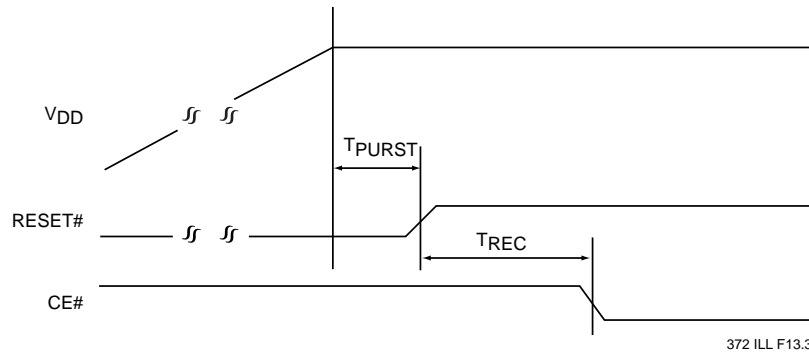 VDD
TPURST
RESET#
TREC
CE#
372 ILL F13.3